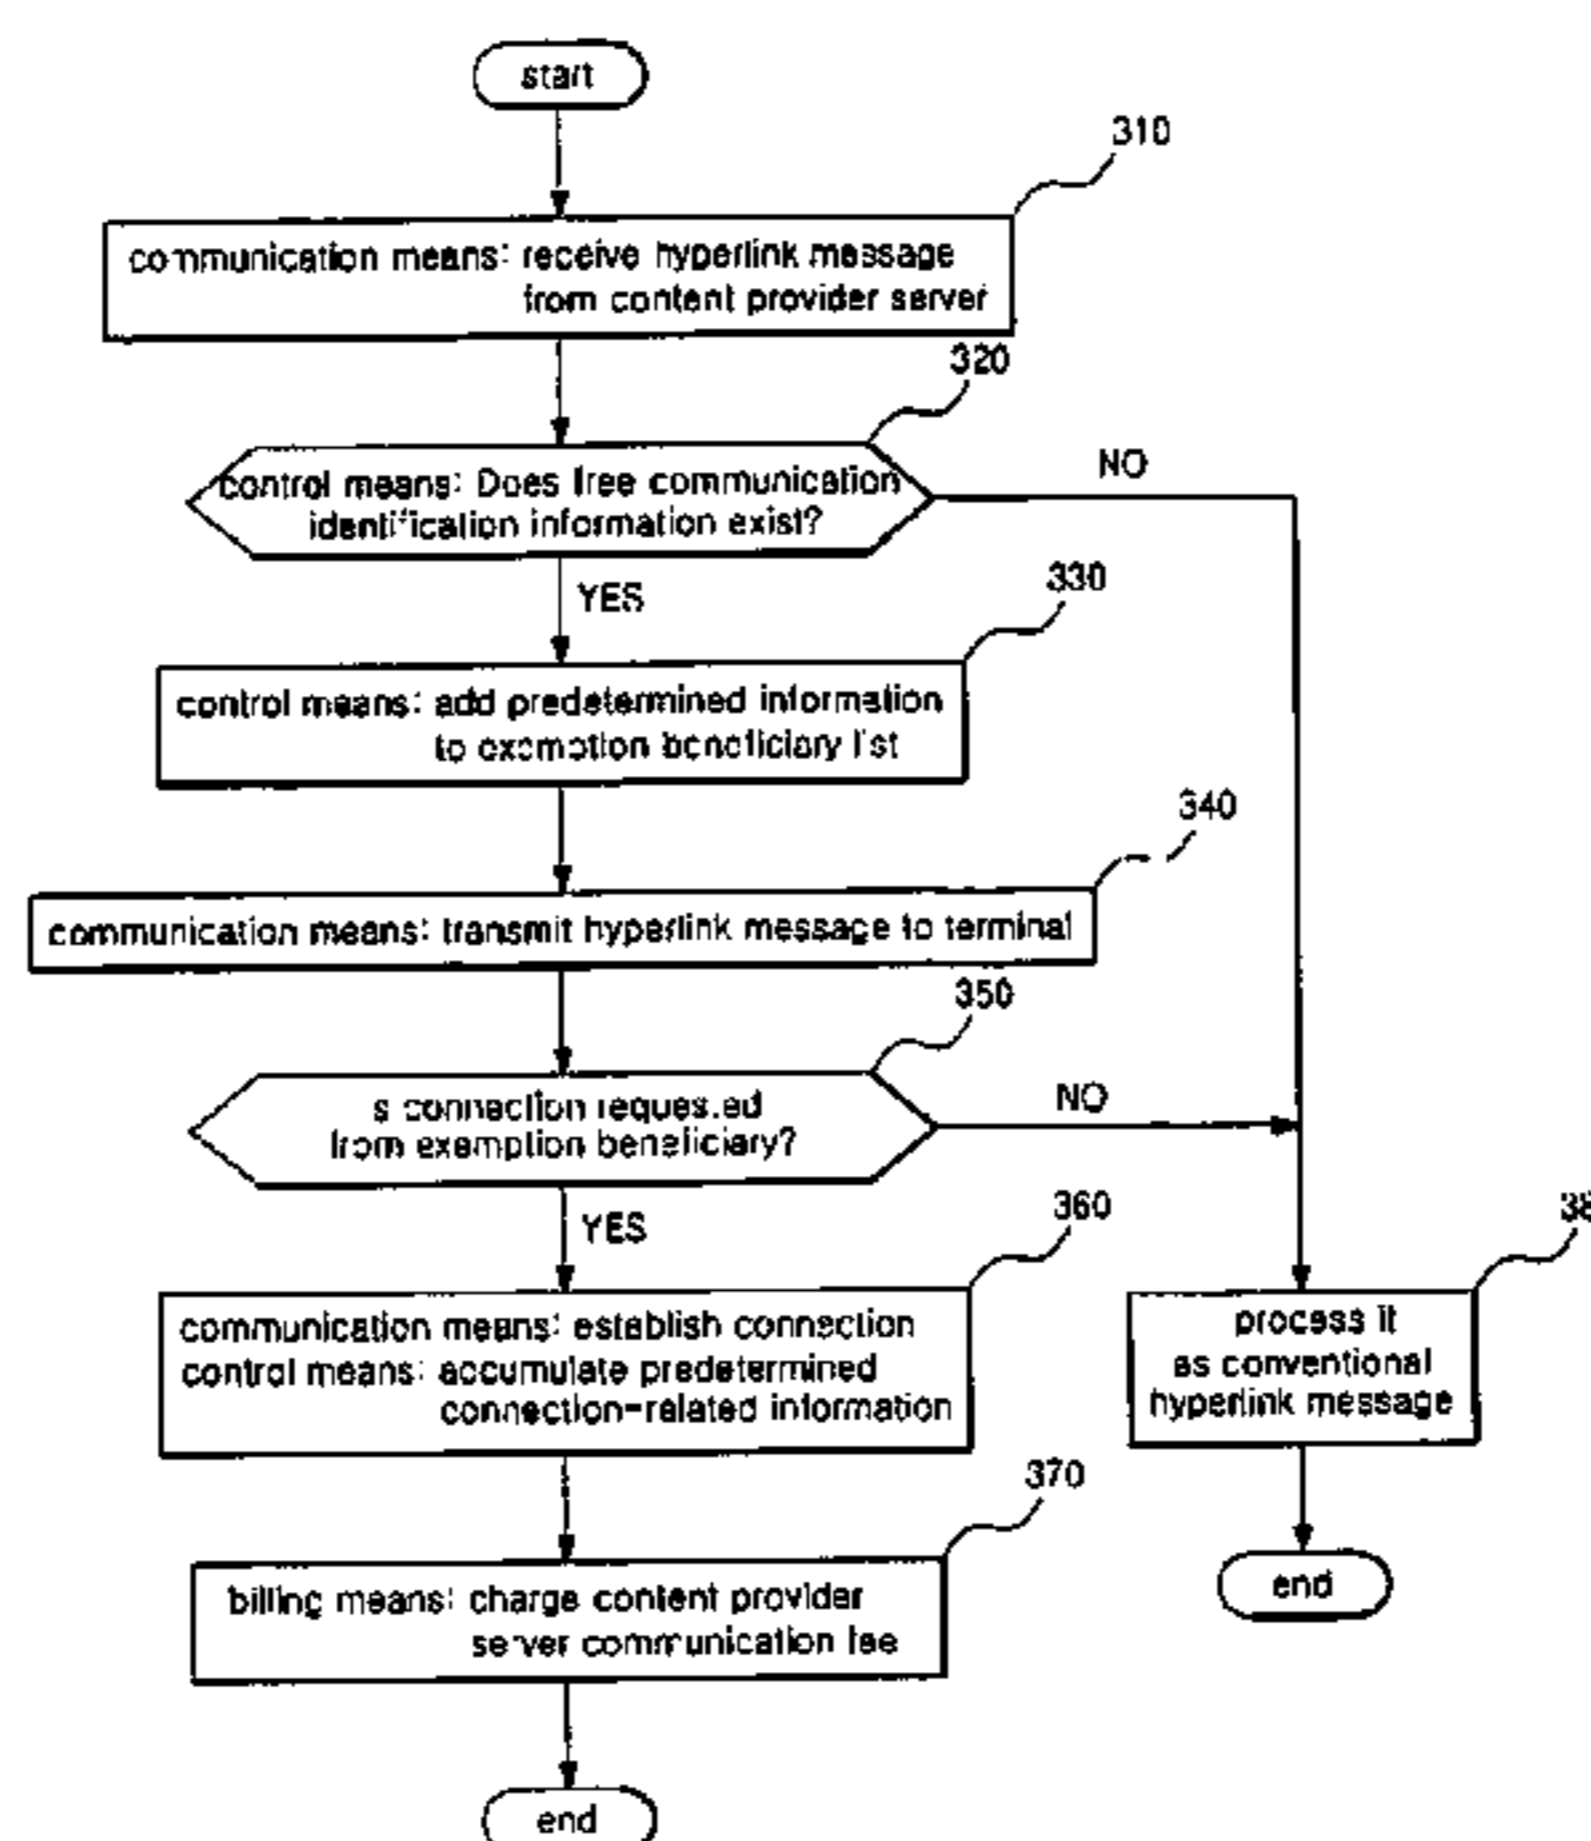 start
310
communication means: receive hyperlink message
from content provider server
320
control means: Does free communication
identification information exist?
NO
YES
330
control means: add predetermined information
to exemption beneficiary list
340
communication means: transmit hyperlink message to terminal
350
s connection requested
from exemption beneficiary?
NO
YES
360
communication means: establish connection
control means: accumulate predetermined
connection-related information
38
process it
as conventional
hyperlink message
370
billing means: charge content provider
server communication fee
end
end